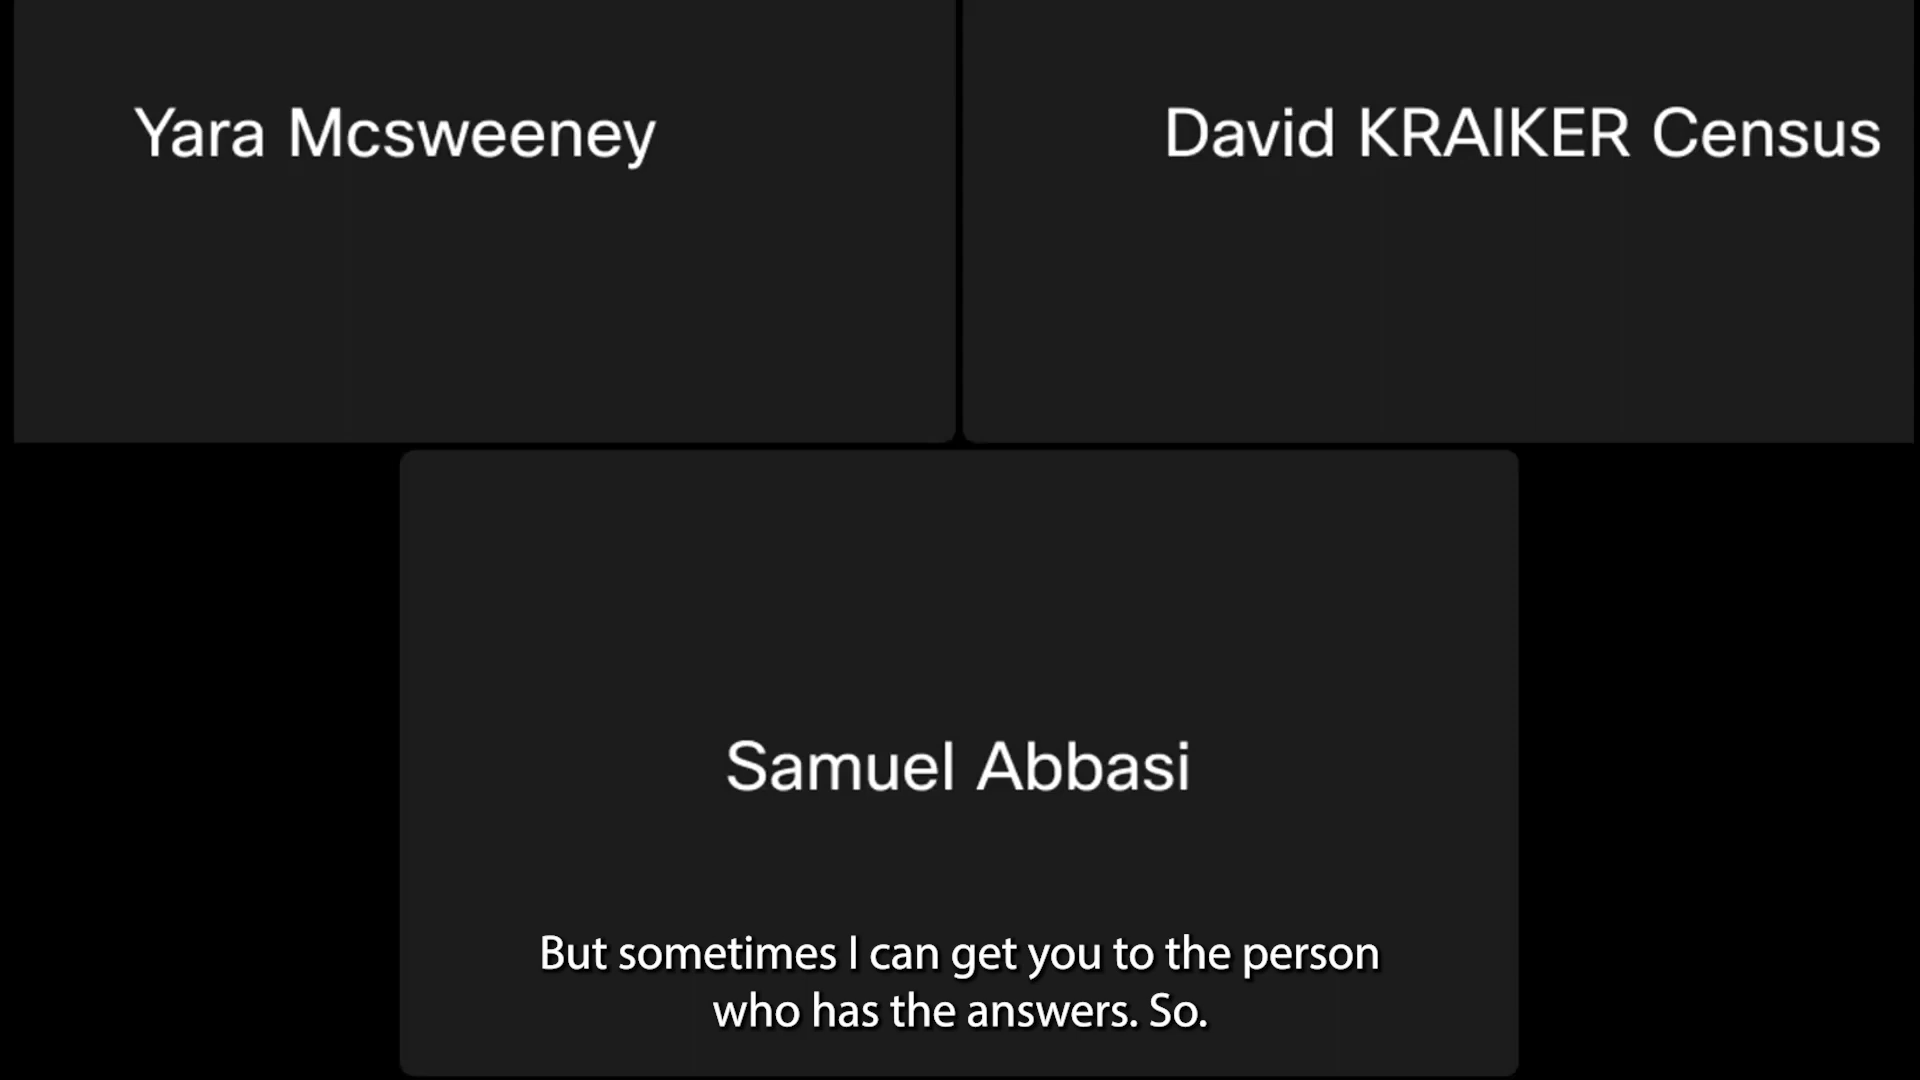 Yara Mcsweeney
David KRAIKER Census
Samuel Abbasi
But sometimes I can get you to the person
who has the answers. So.